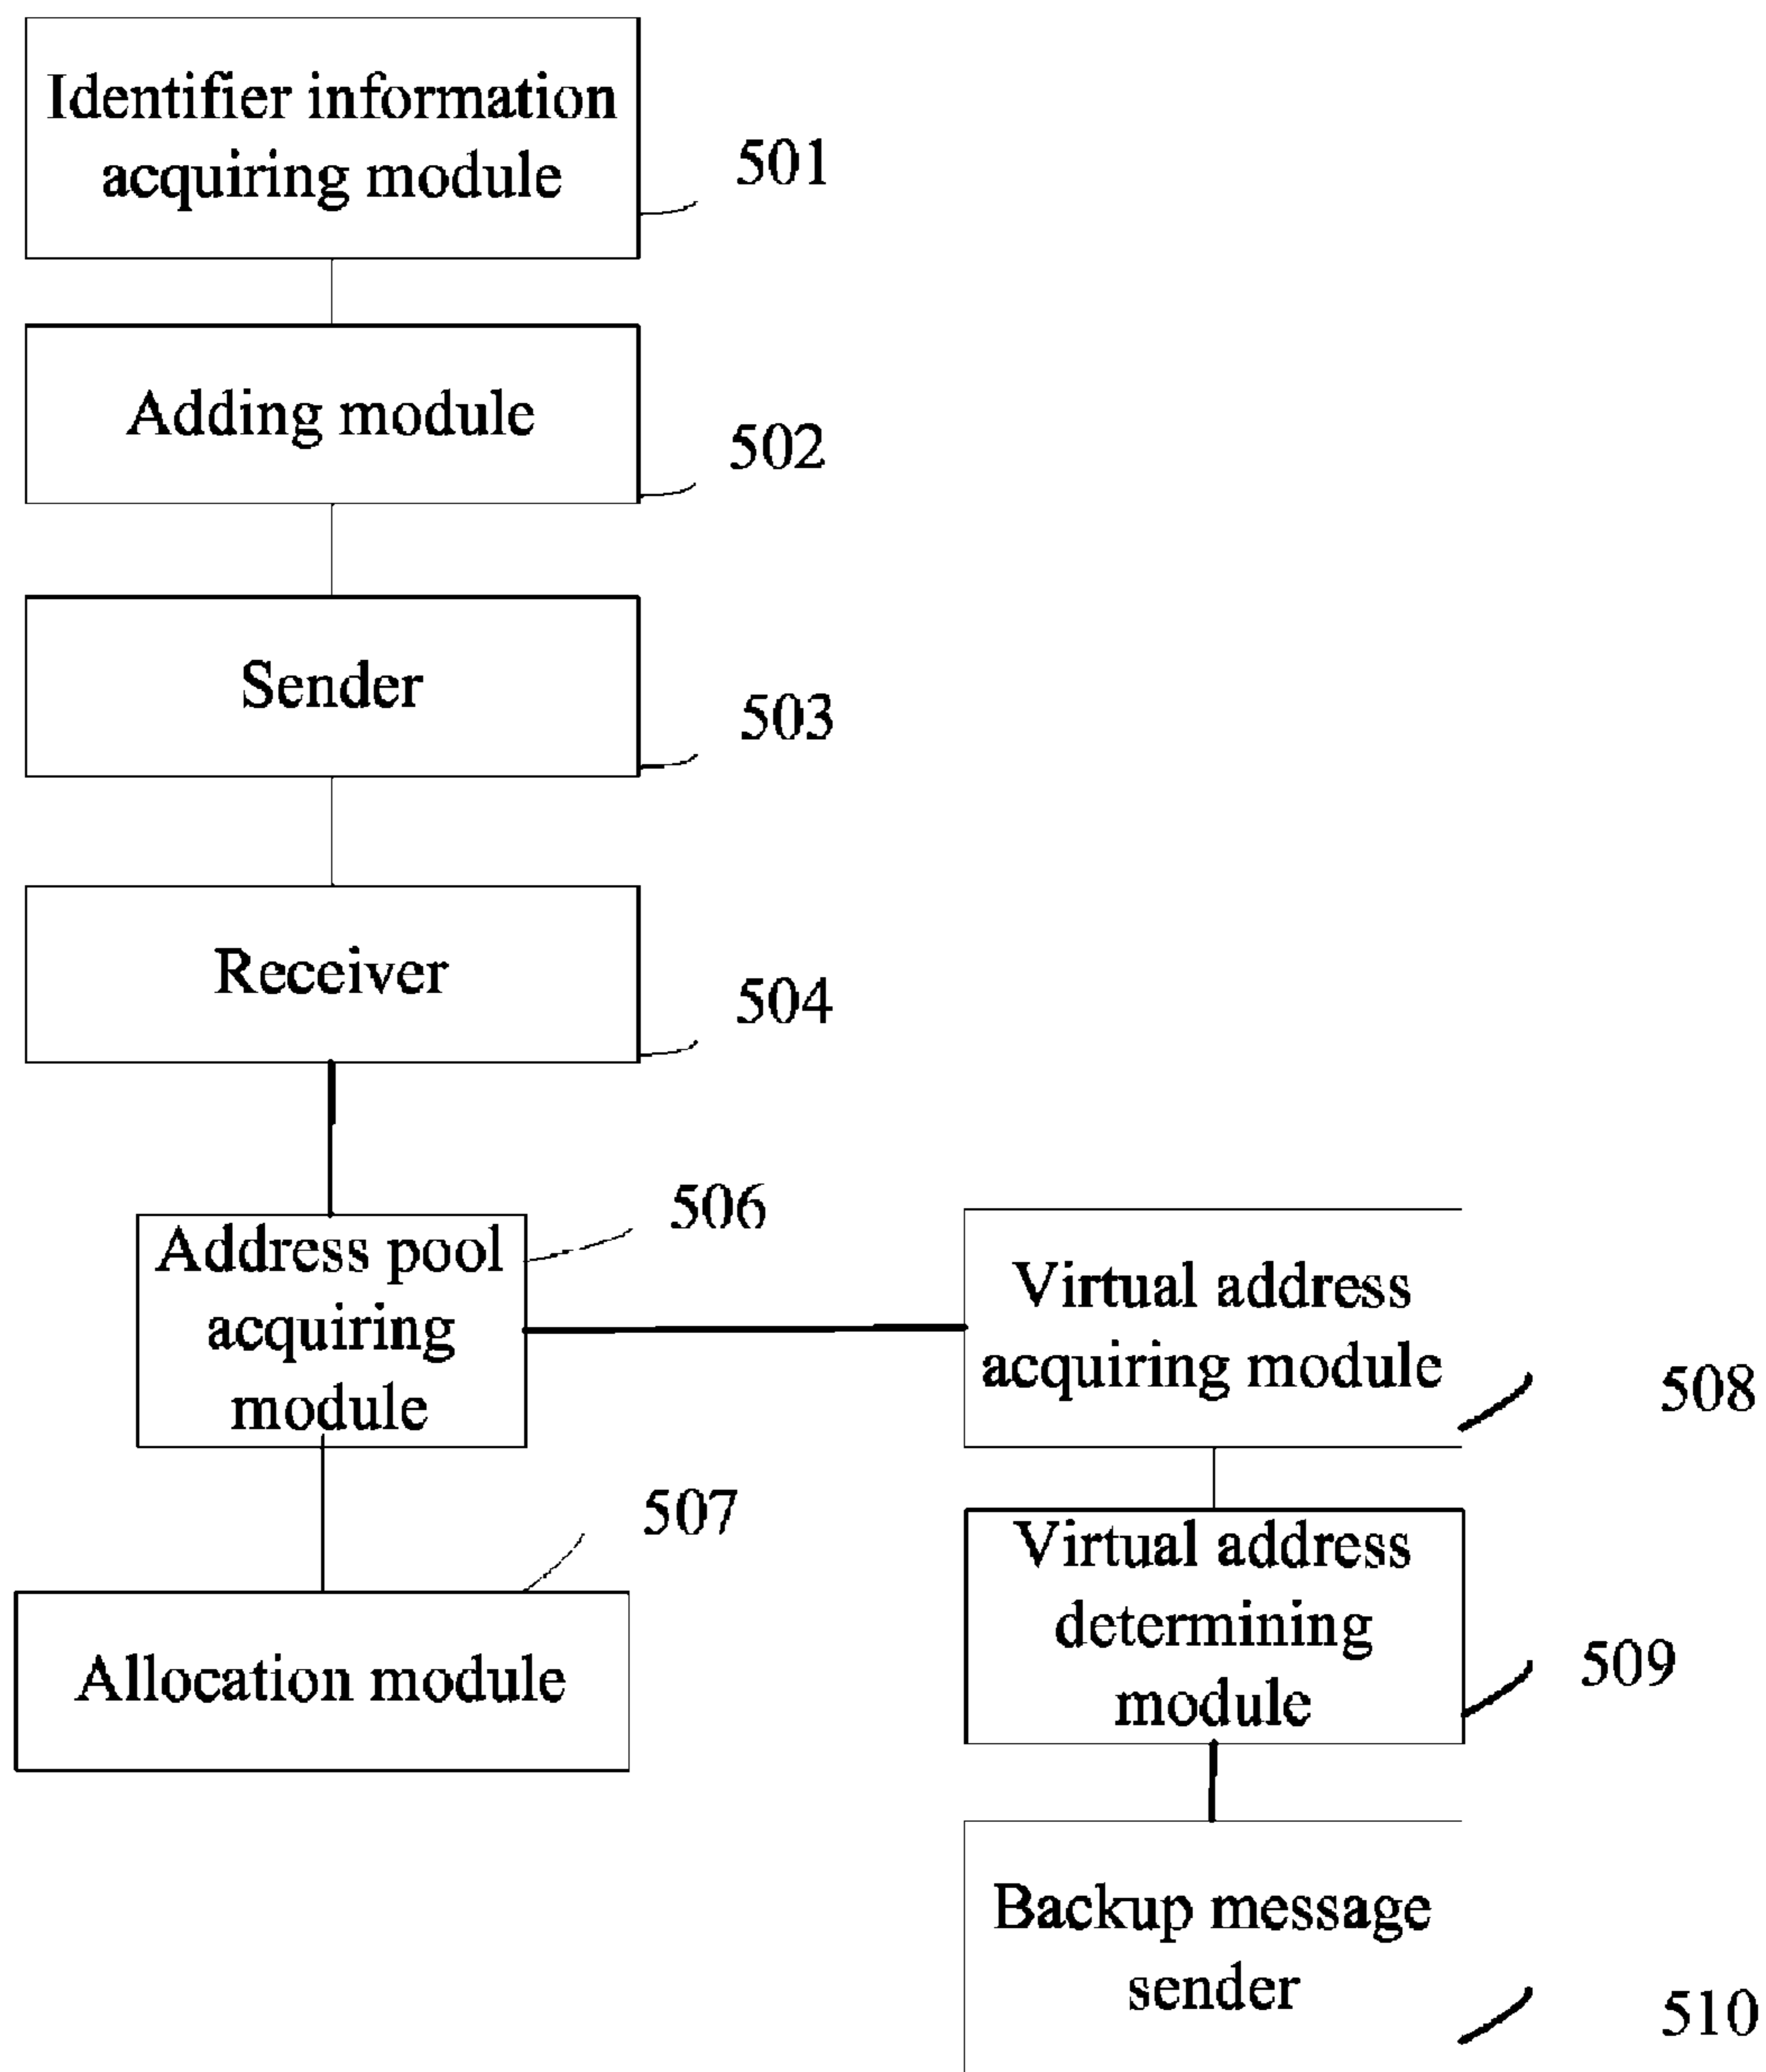 Identifier information
acquiring module
501
Adding module
502
Sender
503
Receiver
504
506
Address pool
acquiring
module
507
Allocation module
Virtual address
acquiring module
508
Virtual address
determining
module
509
Backup message
sender
510